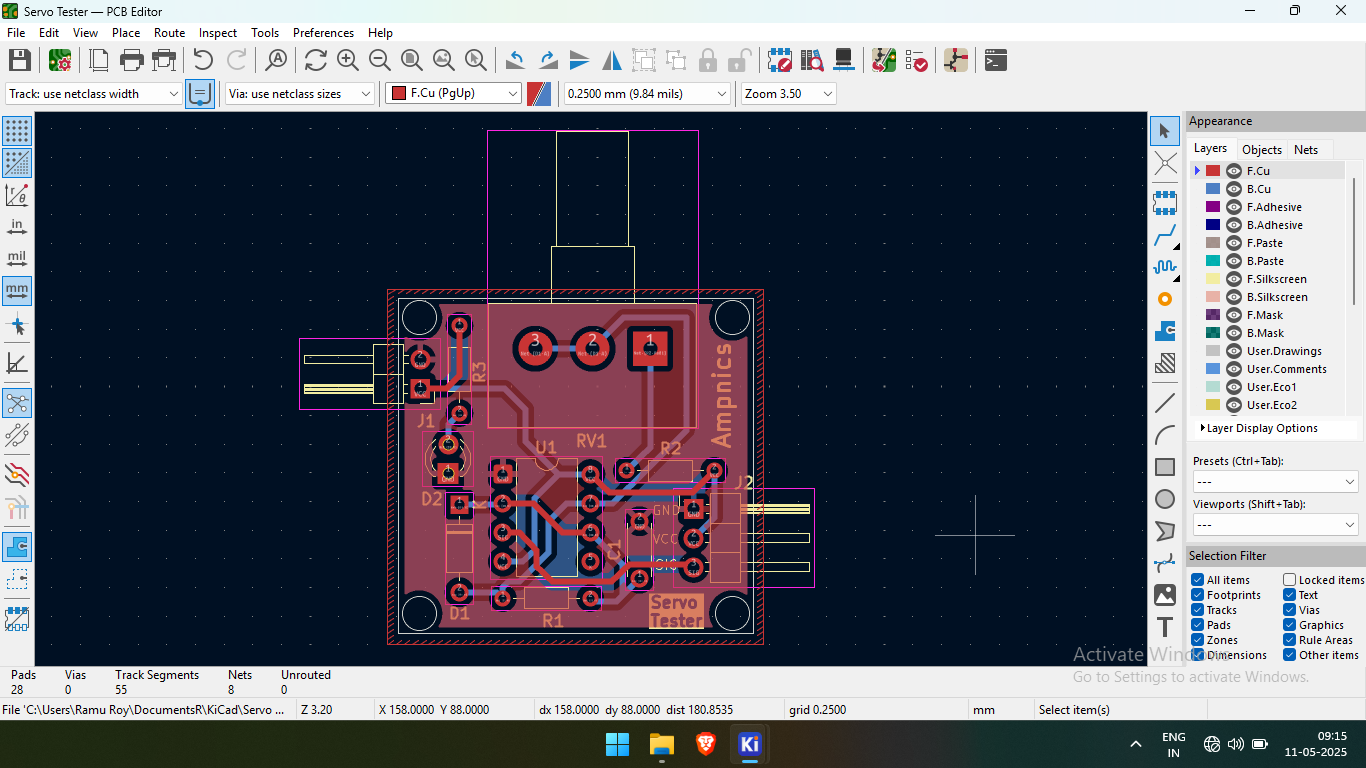 Servo Tester — PCB Editor
File Edit View Place Route Inspect Tools Preferences Help
Track: use netclass width Via: use netclass sizes F.Cu (PgUp) 0.2500 mm (9.84 mils) Zoom 3.50
in
mil
mm
Appearance
Layers Objects Nets
F.Cu
B.Cu
F.Adhesive
B.Adhesive
F.Paste
B.Paste
F.Silkscreen
B.Silkscreen
F.Mask
B.Mask
User.Drawings
User.Comments
User.Eco1
User.Eco2
Layer Display Options
Presets (Ctrl+Tab):
---
Viewports (Shift+Tab):
---
Selection Filter
All items Locked items
Footprints Text
Tracks Vias
Pads Graphics
Zones Rule Areas
Dimensions Other items
3 2 1
R3
Ampnics
J1
RV1
U1
R2
J2
D2
K
GND
VCC
SIG
C1
D1
R1
Servo
Tester
Activate Windows
Go to Settings to activate Windows.
Pads Vias Track Segments Nets Unrouted
28 0 55 8 0
File 'C:\Users\Ramu Roy\DocumentsR\KiCad\Servo ... Z 3.20 X 158.0000 Y 88.0000 dx 158.0000 dy 88.0000 dist 180.8535 grid 0.2500 mm Select item(s)
Ki
ENG
IN
09:15
11-05-2025